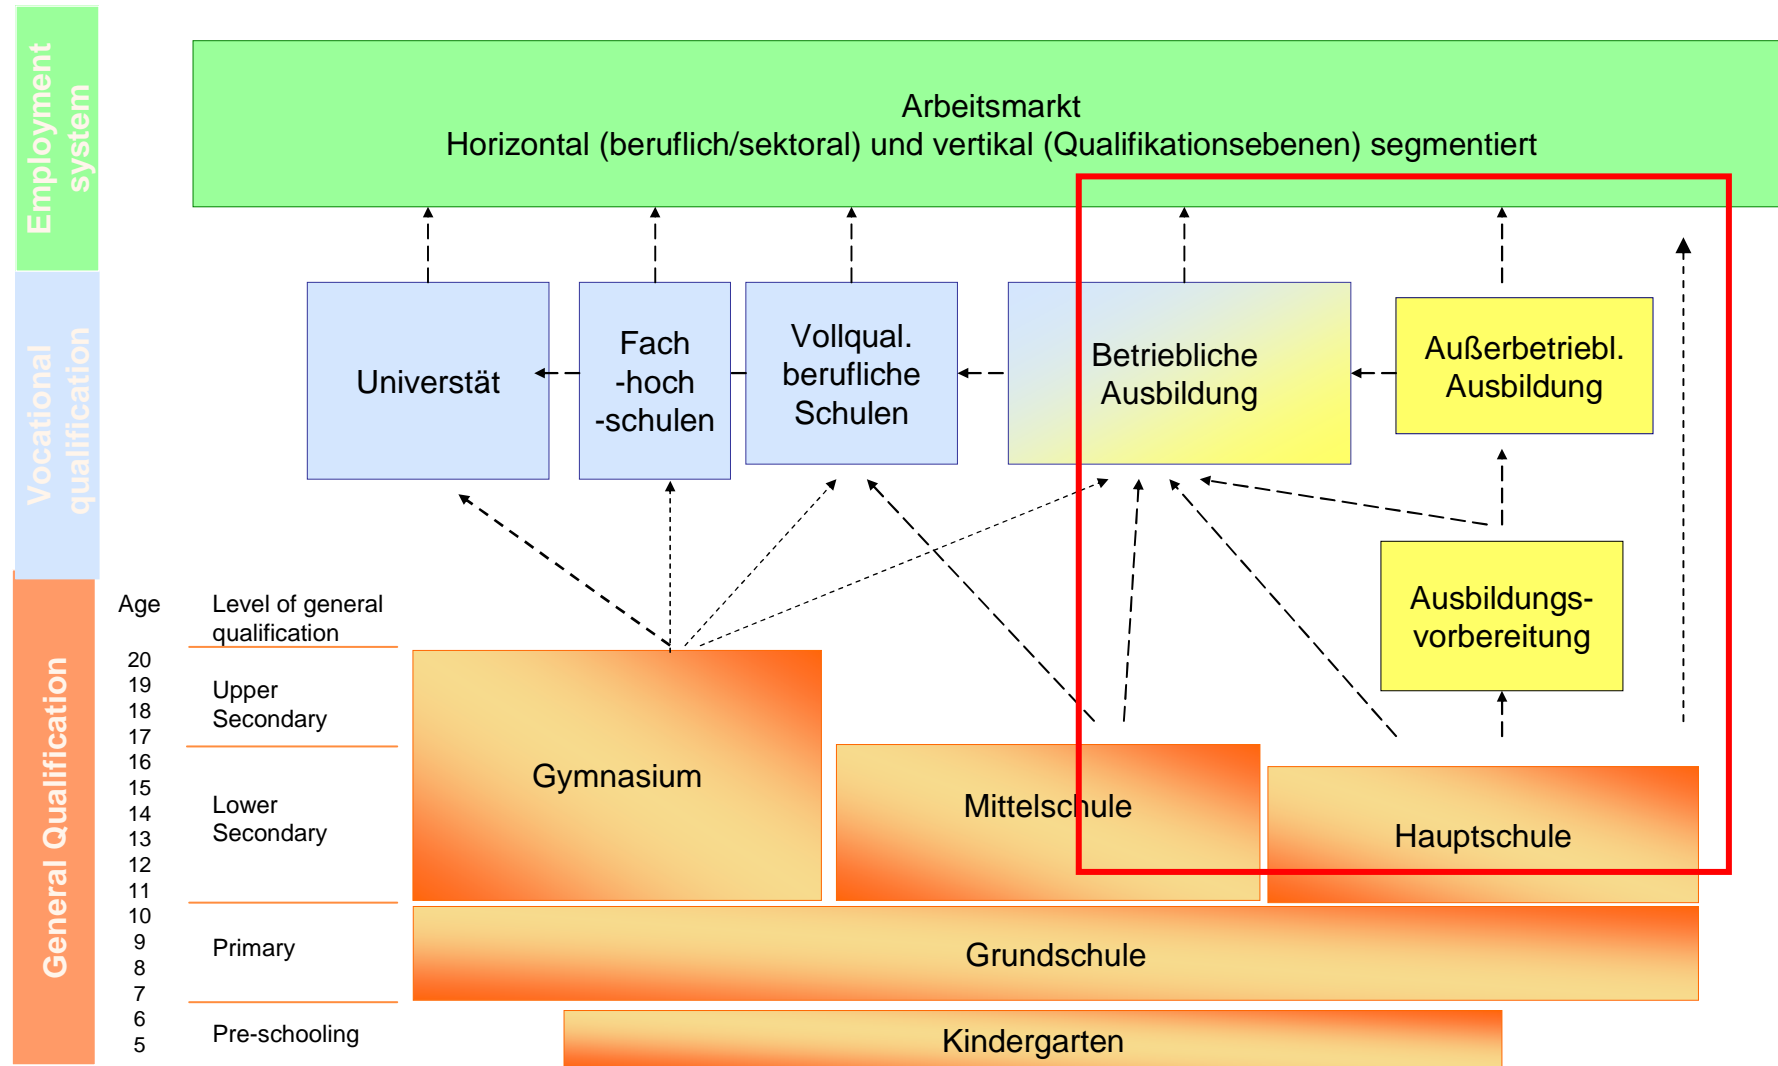 Employment
system
Arbeitsmarkt
Horizontal (beruflich/sektoral) und vertikal (Qualifikationsebenen) segmentiert
Vocational
qualification
Universtät
Fach
-hoch
-schulen
Vollqual.
berufliche
Schulen
Betriebliche
Ausbildung
Außerbetriebl.
Ausbildung
Ausbildungs-
vorbereitung
General Qualification
Age
Level of general
qualification
20
19
18
17
Upper
Secondary
16
15
14
13
12
11
Lower
Secondary
Gymnasium
Mittelschule
Hauptschule
10
9
8
7
Primary
Grundschule
6
5
Pre-schooling
Kindergarten